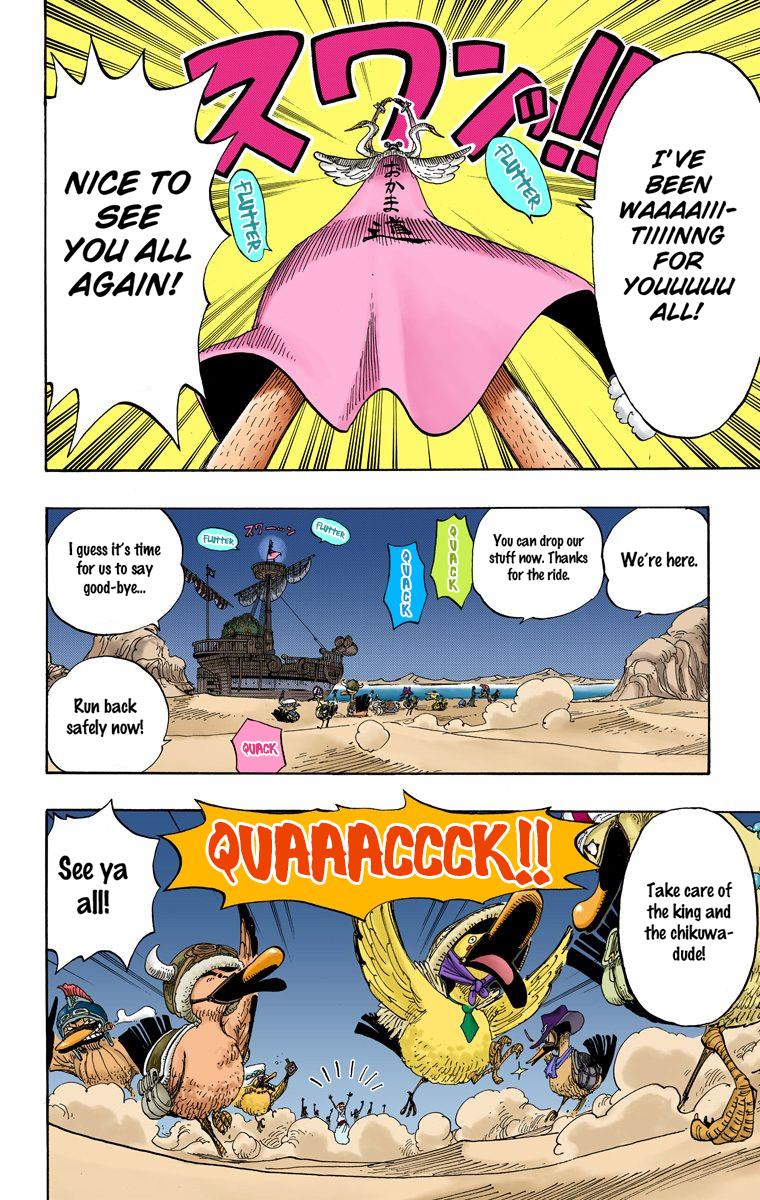 スワンッ!!
I'VE
BEEN
WAAAAIII-
TIIIINNG
FOR
YOUUUUU
ALL!
FLUTTER
おかま道
FLUTTER
NICE TO
SEE
YOU ALL
AGAIN!
We're here.
You can drop our
stuff now. Thanks
for the ride.
QUACK
QUACK
FLUTTER
スワーーッン
FLUTTER
I guess it's time
for us to say
good-bye...
Run back
safely now!
QUACK
Take care of
the king and
the chikuwa-
dude!
QUAAACCCK!!
See ya
all!